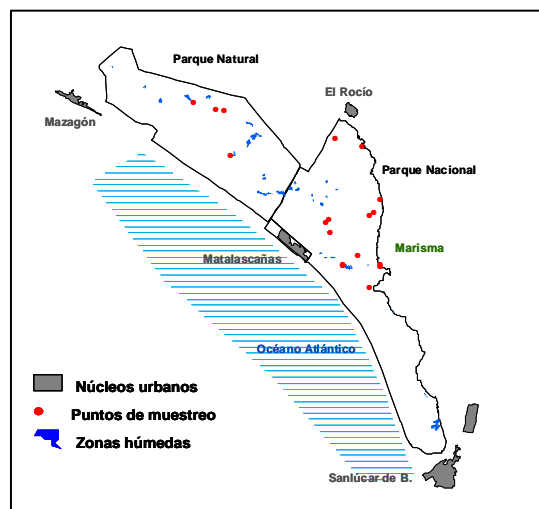 Parque Natural
El Rocío
Mazagón
Parque Nacional
Marisma
Matalascañas
Océano Atlántico
Núcleos urbanos
Puntos de muestreo
Zonas húmedas
Sanlúcar de B.